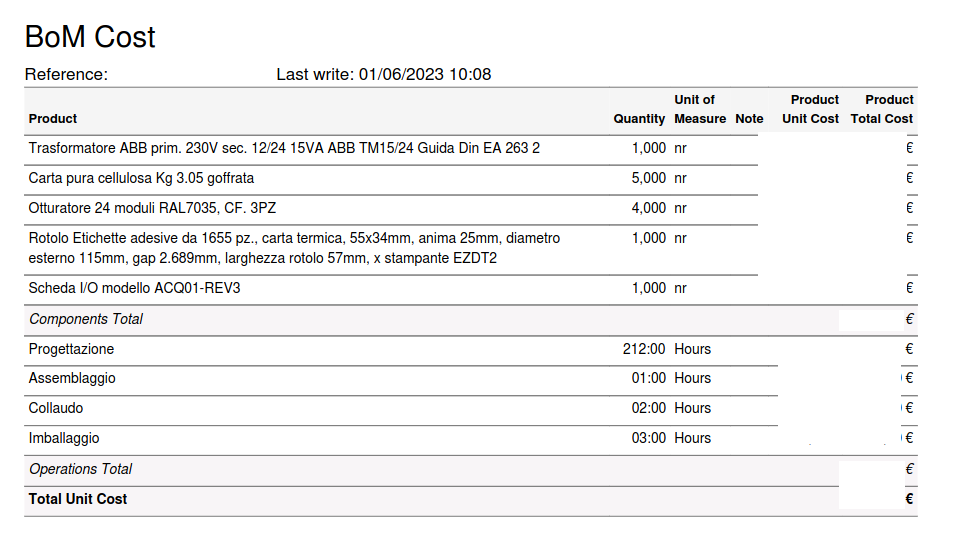 BoM Cost
Reference: Last write: 01/06/2023 10:08
Product Quantity Unit of Measure Note Product Unit Cost Product Total Cost
Trasformatore ABB prim. 230V sec. 12/24 15VA ABB TM15/24 Guida Din EA 263 2 1,000 nr €
Carta pura cellulosa Kg 3.05 goffrata 5,000 nr €
Otturatore 24 moduli RAL7035, CF. 3PZ 4,000 nr €
Rotolo Etichette adesive da 1655 pz., carta termica, 55x34mm, anima 25mm, diametro 1,000 nr €
esterno 115mm, gap 2.689mm, larghezza rotolo 57mm, x stampante EZDT2
Scheda I/O modello ACQ01-REV3 1,000 nr €
Components Total €
Progettazione 212:00 Hours €
Assemblaggio 01:00 Hours €
Collaudo 02:00 Hours €
Imballaggio 03:00 Hours €
Operations Total €
Total Unit Cost €